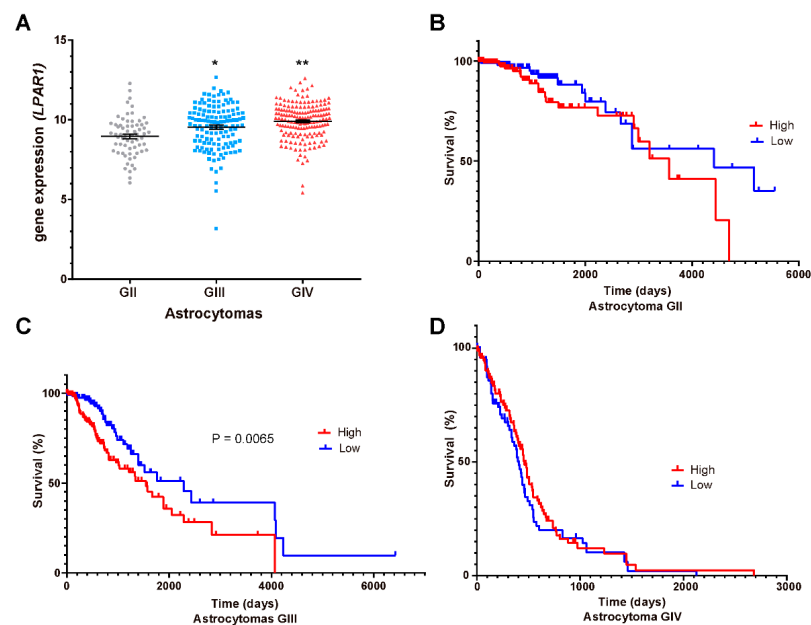 A
gene expression (LPAR1)
15
10
5
0
* **
GII GIII GIV
Astrocytomas
B
Survival (%)
100
50
0
0 2000 4000 6000
High
Low
Time (days)
Astrocytoma GII
C
Survival (%)
100
50
0
0 2000 4000 6000
P = 0.0065
High
Low
Time (days)
Astrocytomas GIII
D
Survival (%)
100
50
0
0 1000 2000 3000
High
Low
Time (days)
Astrocytoma GIV